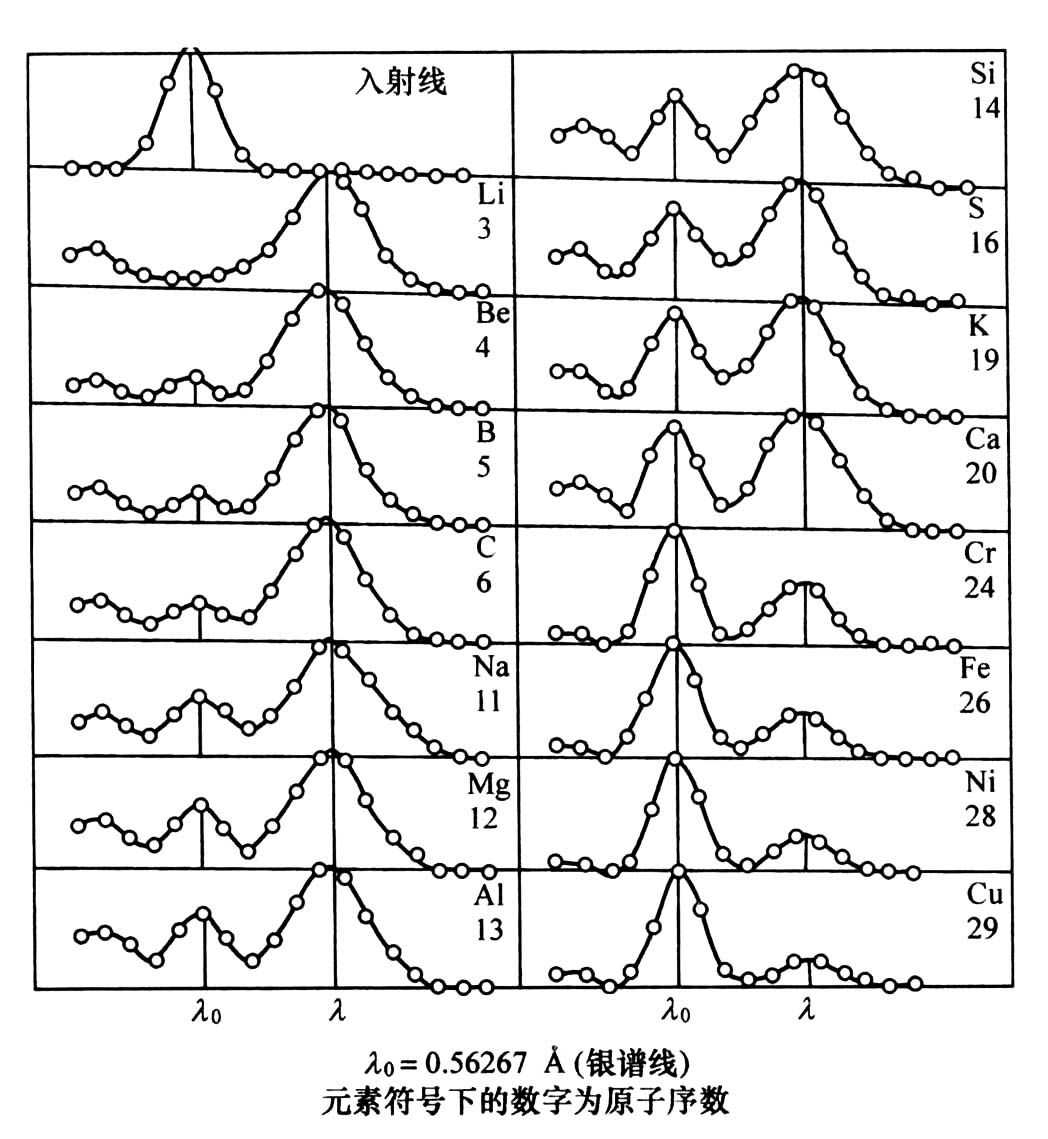 入射线
Li
3
Be
4
B
5
C
6
Na
11
Mg
12
Al
13
Si
14
S
16
K
19
Ca
20
Cr
24
Fe
26
Ni
28
Cu
29
λ₀
λ
λ₀
λ
λ₀ = 0.56267 Å (银谱线)
元素符号下的数字为原子序数